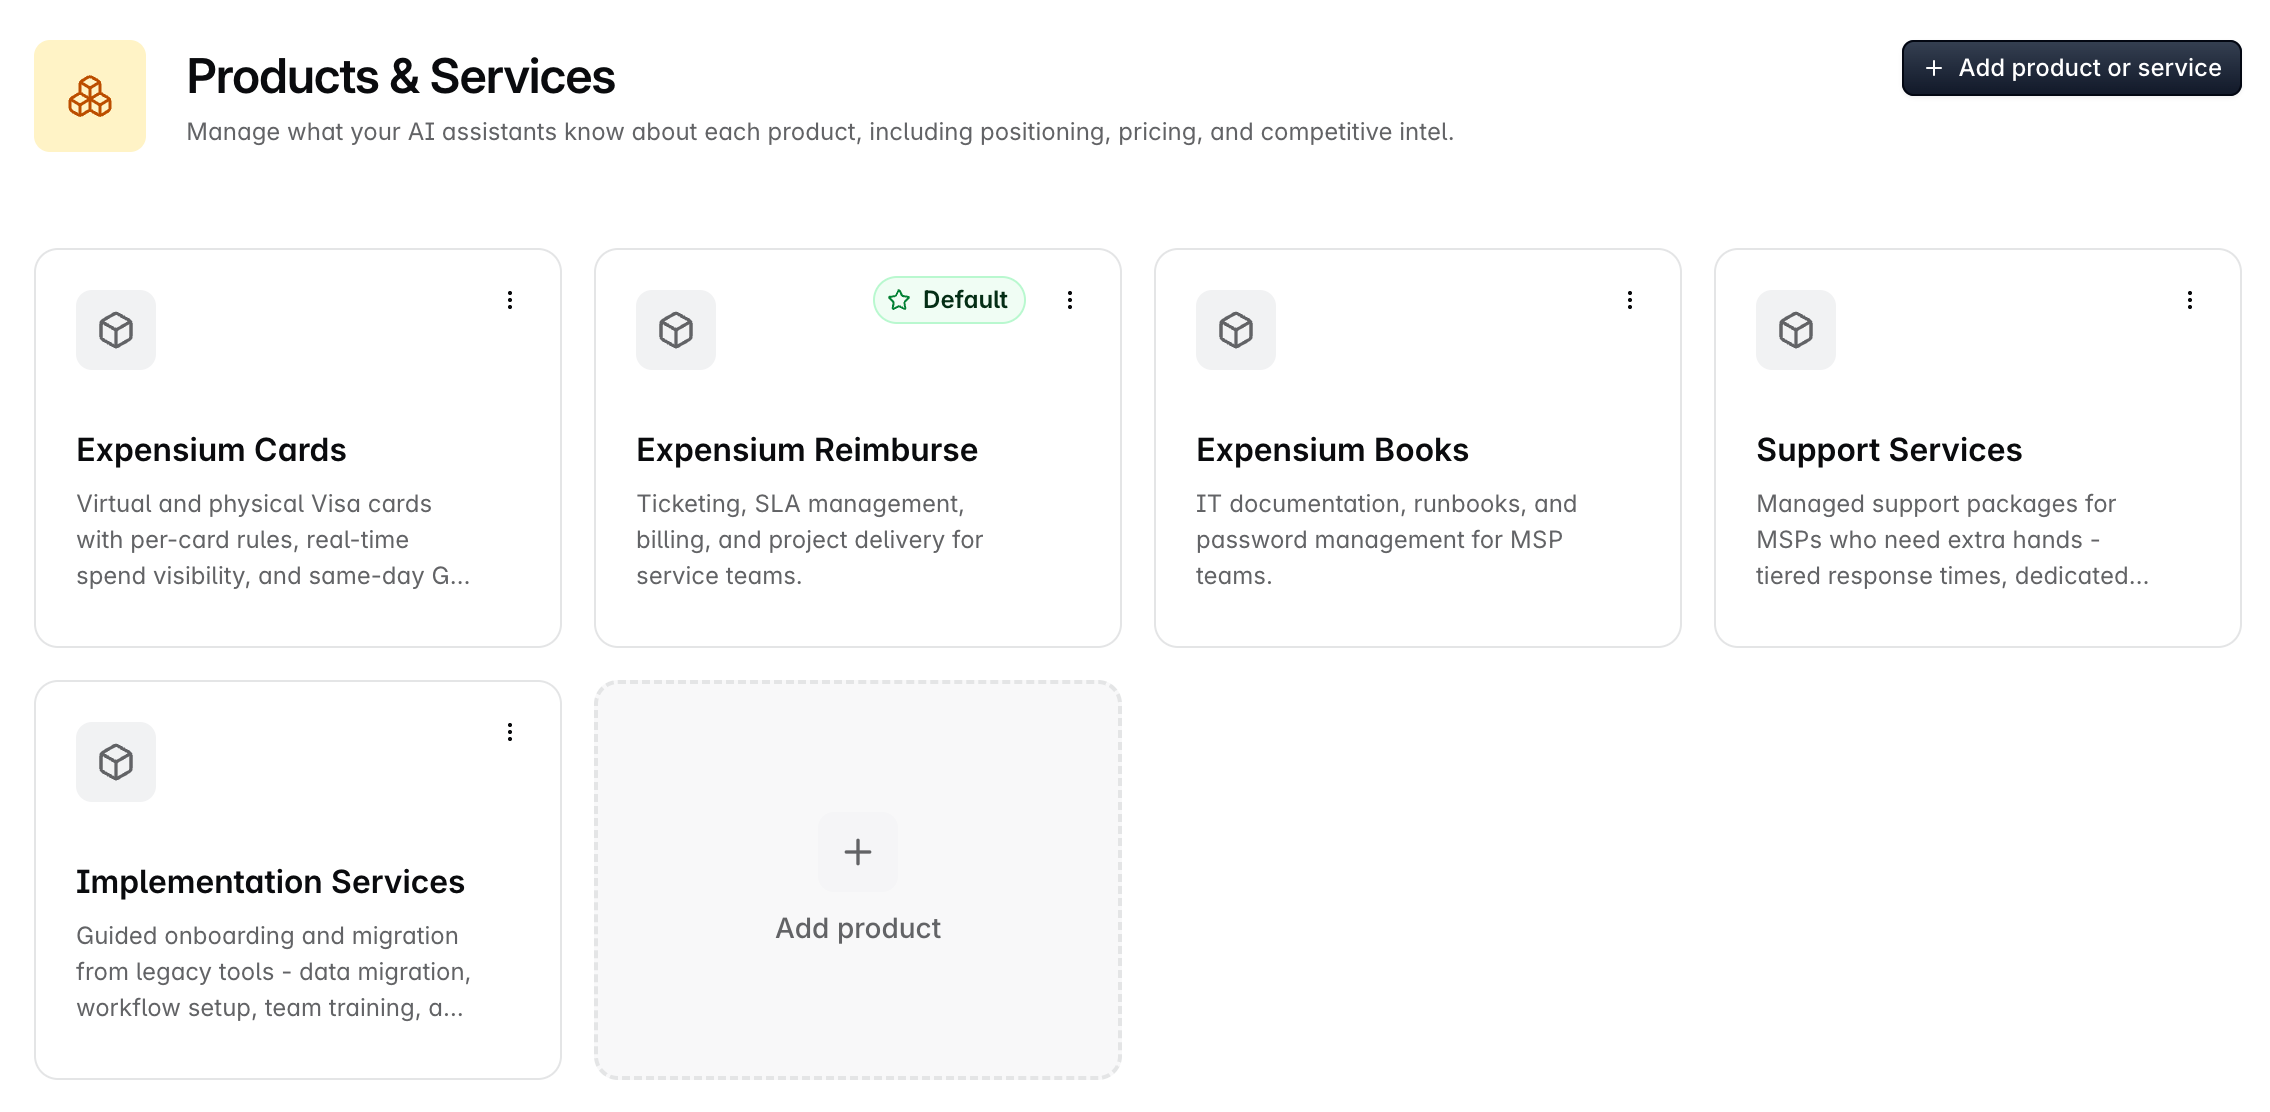 Products & Services
Manage what your AI assistants know about each product, including positioning, pricing, and competitive intel.
+ Add product or service
Expensium Cards
Virtual and physical Visa cards
with per-card rules, real-time
spend visibility, and same-day G...
Default
Expensium Reimburse
Ticketing, SLA management,
billing, and project delivery for
service teams.
Expensium Books
IT documentation, runbooks, and
password management for MSP
teams.
Support Services
Managed support packages for
MSPs who need extra hands -
tiered response times, dedicated...
Implementation Services
Guided onboarding and migration
from legacy tools - data migration,
workflow setup, team training, a...
Add product